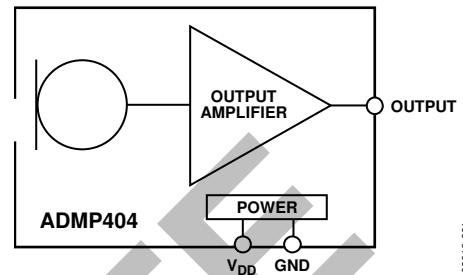 OUTPUT
AMPLIFIER
OUTPUT
POWER
ADMP404
VDD
GND